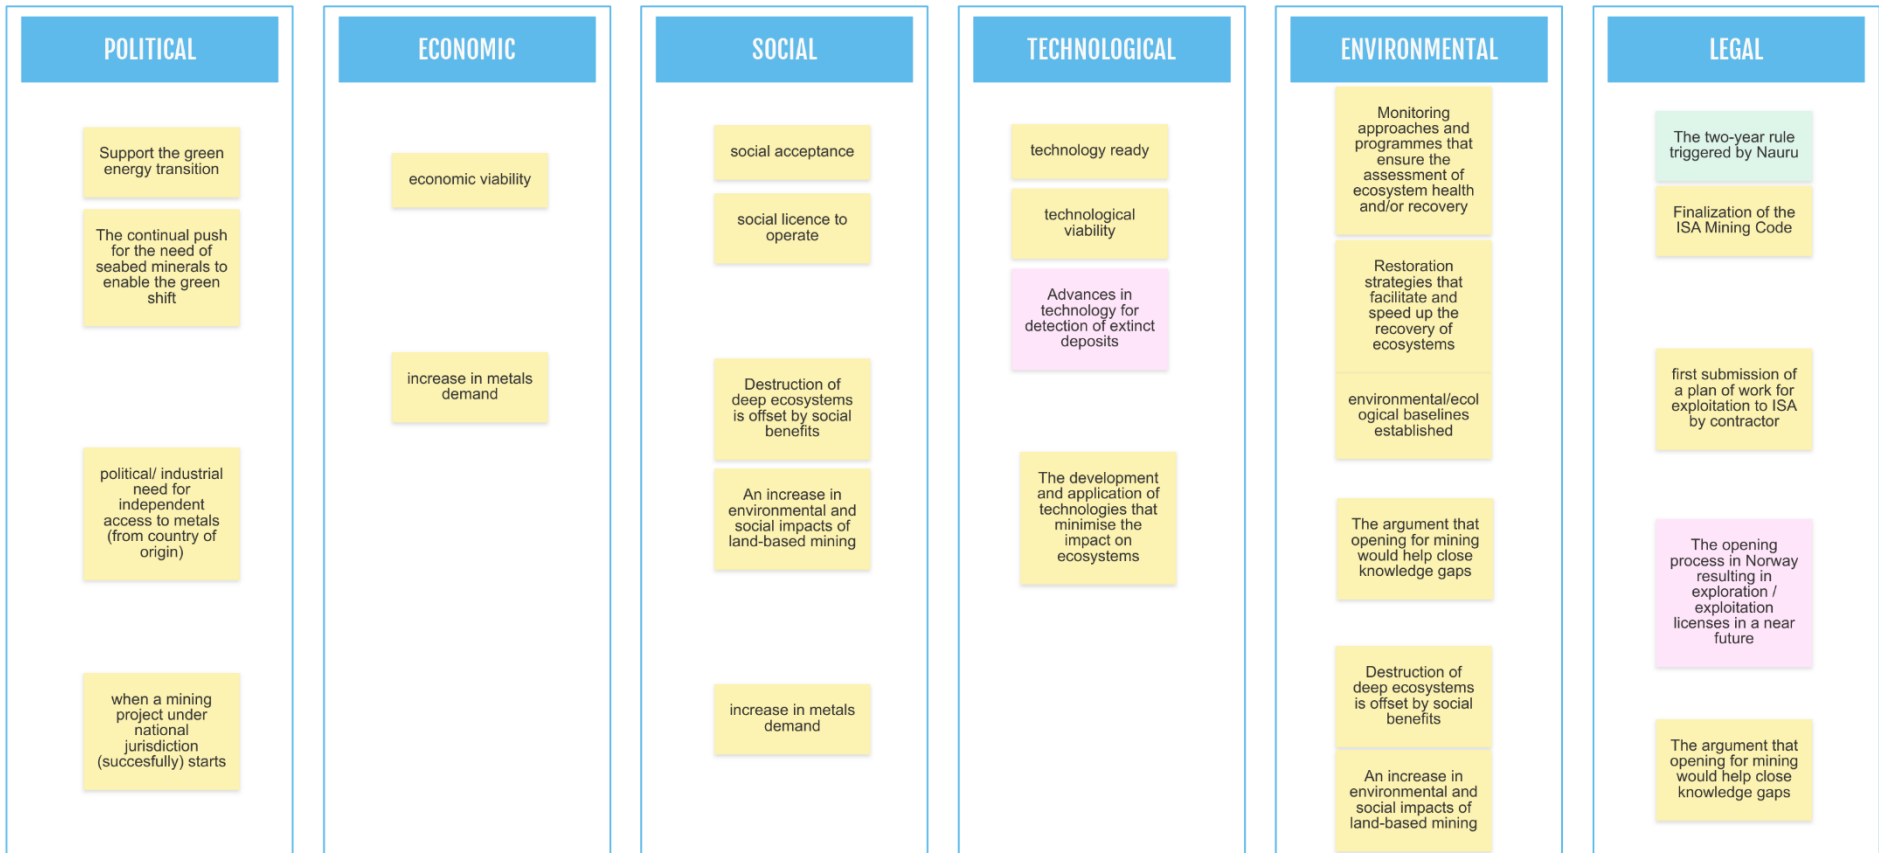 POLITICAL
Support the green
energy transition
The continual push
for the need of
seabed minerals to
enable the green
shift
political/ industrial
need for
independent
access to metals
(from country of
origin)
when a mining
project under
national
jurisdiction
(succesfully) starts
ECONOMIC
economic viability
increase in metals
demand
SOCIAL
social acceptance
social licence to
operate
Destruction of
deep ecosystems
is offset by social
benefits
An increase in
environmental and
social impacts of
land-based mining
increase in metals
demand
TECHNOLOGICAL
technology ready
technological
viability
Advances in
technology for
detection of extinct
deposits
The development
and application of
technologies that
minimise the
impact on
ecosystems
ENVIRONMENTAL
Monitoring
approaches and
programmes that
ensure the
assessment of
ecosystem health
and/or recovery
Restoration
strategies that
facilitate and
speed up the
recovery of
ecosystems
environmental/ecol
ogical baselines
established
The argument that
opening for mining
would help close
knowledge gaps
Destruction of
deep ecosystems
is offset by social
benefits
An increase in
environmental and
social impacts of
land-based mining
LEGAL
The two-year rule
triggered by Nauru
Finalization of the
ISA Mining Code
first submission of
a plan of work for
exploitation to ISA
by contractor
The opening
process in Norway
resulting in
exploration /
exploitation
licenses in a near
future
The argument that
opening for mining
would help close
knowledge gaps